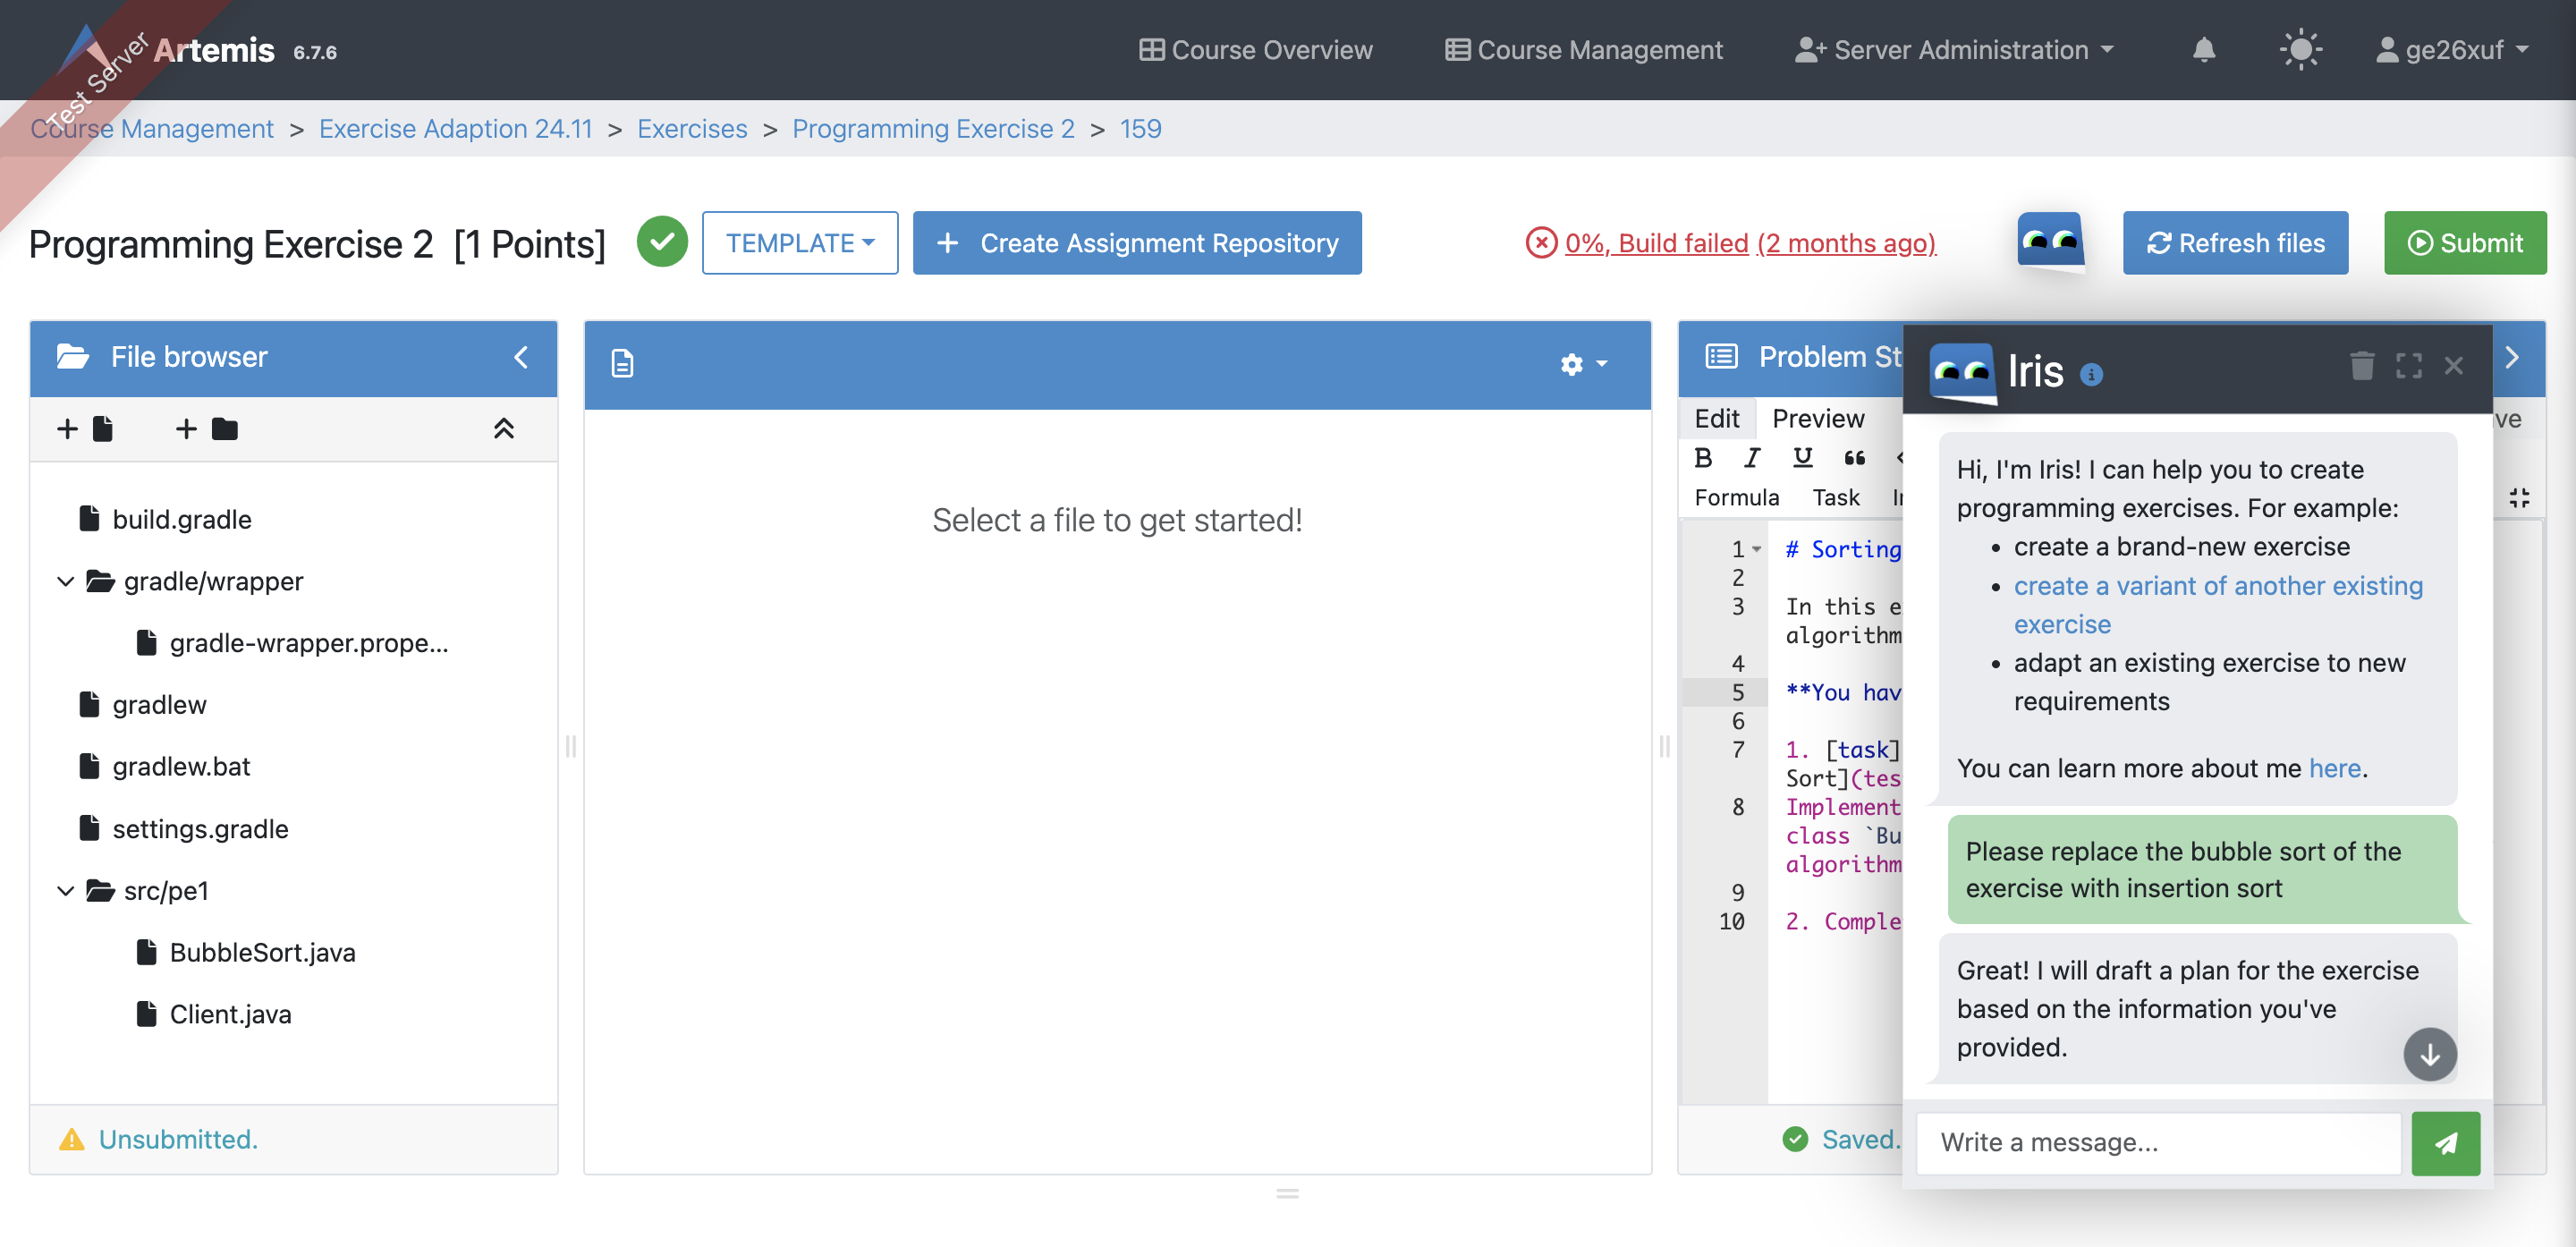 Test Server
Artemis 6.7.6
Course Overview
Course Management
Server Administration
ge26xuf
Course Management > Exercise Adaption 24.11 > Exercises > Programming Exercise 2 > 159
Programming Exercise 2 [1 Points]
TEMPLATE
+ Create Assignment Repository
0%, Build failed (2 months ago)
Refresh files
Submit
File browser
build.gradle
gradle/wrapper
gradle-wrapper.prope...
gradlew
gradlew.bat
settings.gradle
src/pe1
BubbleSort.java
Client.java
Unsubmitted.
Select a file to get started!
Problem St
Edit
Preview
ve
B I U
Formula
Task
1 # Sorting
2
3 In this e
algorithm
4
5 **You hav
6
7 1. [task]
Sort](tes
8 Implement
class `Bu
algorithm
9
10 2. Comple
Saved.
Iris
Hi, I'm Iris! I can help you to create
programming exercises. For example:
• create a brand-new exercise
• create a variant of another existing
exercise
• adapt an existing exercise to new
requirements
You can learn more about me here.
Please replace the bubble sort of the
exercise with insertion sort
Great! I will draft a plan for the exercise
based on the information you've
provided.
Write a message...